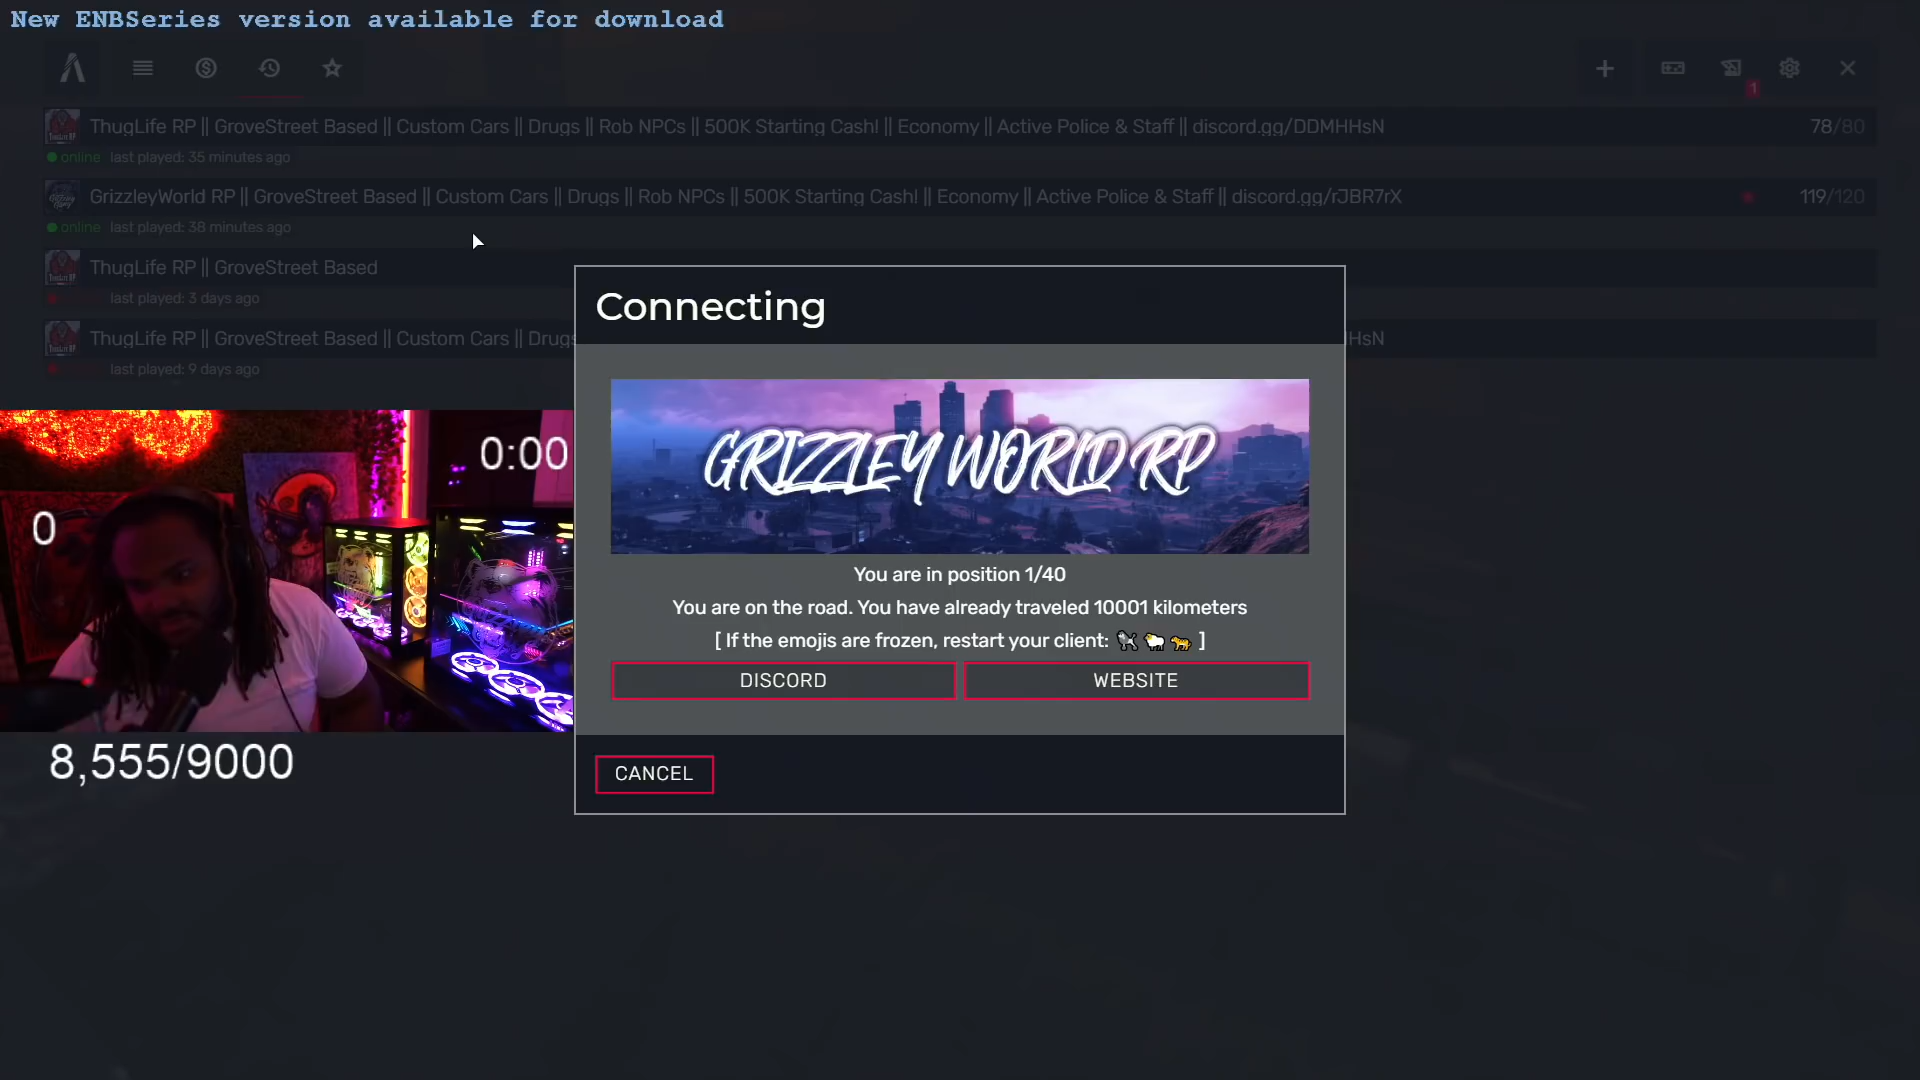 New ENBSeries version available for download
1
ThugLife RP || GroveStreet Based || Custom Cars || Drugs || Rob NPCs || 500K Starting Cash! || Economy || Active Police & Staff || discord.gg/DDMHHsN 78/80
online last played: 35 minutes ago
GrizzleyWorld RP || GroveStreet Based || Custom Cars || Drugs || Rob NPCs || 500K Starting Cash! || Economy || Active Police & Staff || discord.gg/rJBR7rX 119/120
online last played: 38 minutes ago
ThugLife RP || GroveStreet Based
last played: 3 days ago
ThugLife RP || GroveStreet Based || Custom Cars || Drugs HsN
last played: 9 days ago
Connecting
GRIZZLEY WORLD RP
You are in position 1/40
You are on the road. You have already traveled 10001 kilometers
[ If the emojis are frozen, restart your client: 🐩 🐑 🐅 ]
DISCORD
WEBSITE
CANCEL
0:00
0
8,555/9000